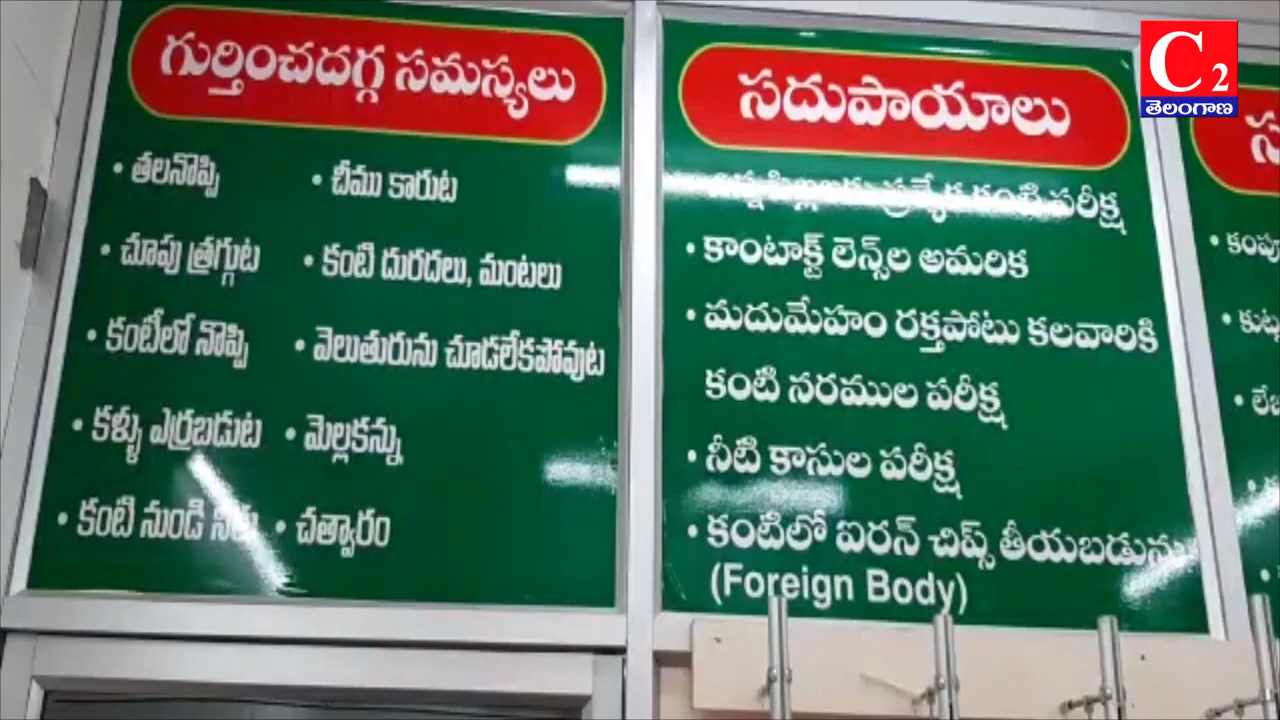 గుర్తించదగ్గ సమస్యలు
• తలనొప్పి
• చూపు త్రగ్గుట
• కంటిలో నొప్పి
• కళ్ళు ఎర్రబడుట
• కంటి నుండి
• చీము కారుట
• కంటి దురదలు, మంటలు
• వెలుతురును చూడలేకపోవుట
• మెల్లకన్ను
• చత్వారం
సదుపాయాలు
పరీక్ష
• కాంటాక్ట్ లెన్స్‌ల అమరిక
• మదుమేహం రక్తపోటు కలవారికి
కంటి నరముల పరీక్ష
• నీటి కాసుల పరీక్ష
• కంటిలో ఐరన్ చిప్స్ తీయబడును
(Foreign Body)
C2
తెలంగాణ